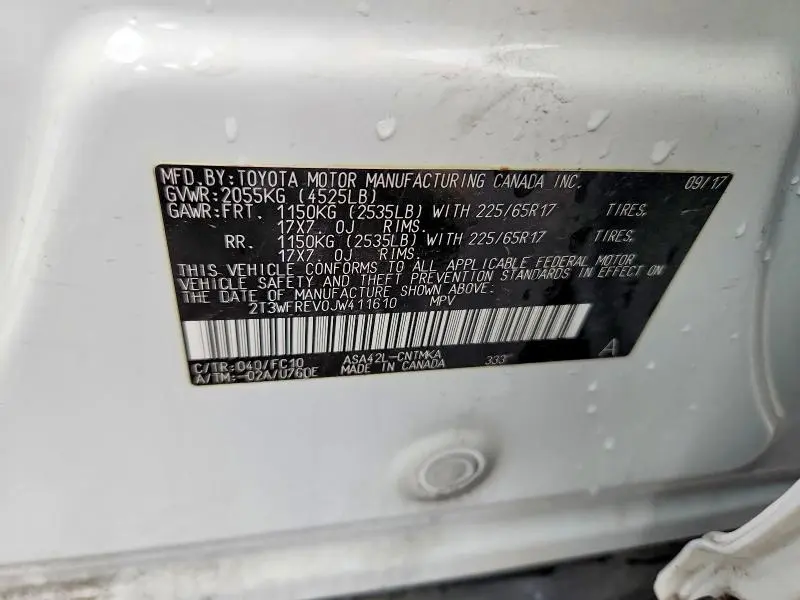 MFD.BY:TOYOTA MOTOR MANUFACTURING CANADA INC. 09/17
GVWR:2055KG (4525LB)
GAWR:FRT. 1150KG (2535LB) WITH 225/65R17 TIRES,
17X7. 0J RIMS.
RR. 1150KG (2535LB) WITH 225/65R17 TIRES,
17X7. 0J RIMS.
THIS VEHICLE CONFORMS TO ALL APPLICABLE FEDERAL MOTOR
VEHICLE SAFETY AND THEFT PREVENTION STANDARDS IN EFFECT ON
THE DATE OF MANUFACTURE SHOWN ABOVE.
2T3WFREV0JW411610 MPV
C/TR:040/FC10 ASA42L-CNTMKA 333
A/TM:-02A/U760E MADE IN CANADA A